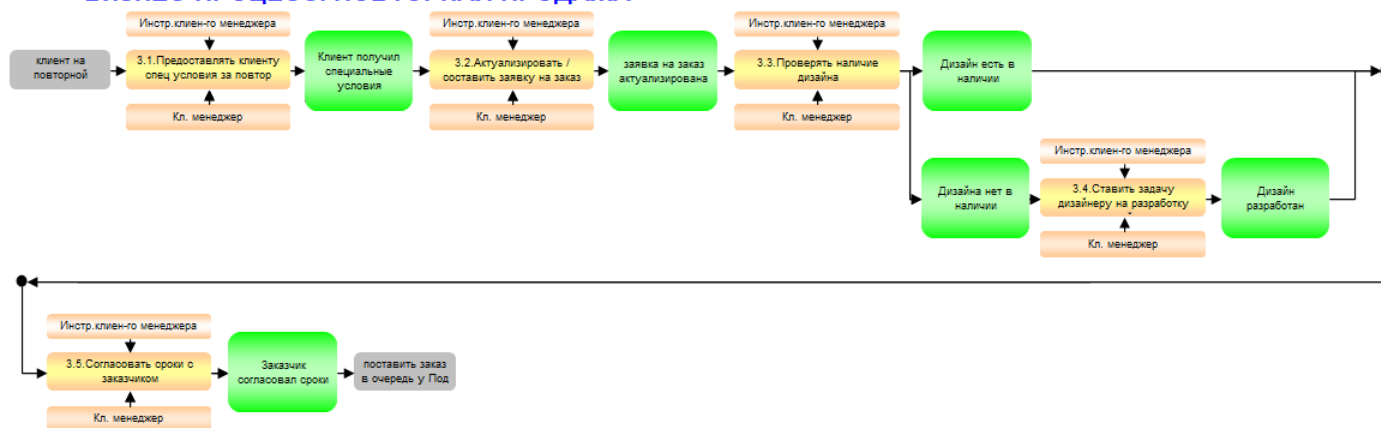 БИЗНЕС-ПРОЦЕСС: ПОВТОРНАЯ ПРОДАЖА
Инстр.клиен-го менеджера
Инстр.клиен-го менеджера
Инстр.клиен-го менеджера
клиент на
повторной
3.1.Предоставлять клиенту
спец условия за повтор
Клиент получил
специальные
условия
3.2.Актуализировать /
составить заявку на заказ
заявка на заказ
актуализирована
3.3.Проверять наличие
дизайна
Дизайн есть в
наличии
Кл. менеджер
Кл. менеджер
Кл. менеджер
Инстр.клиен-го менеджера
Дизайна нет в
наличии
3.4.Ставить задачу
дизайнеру на разработку
Дизайн
разработан
Кл. менеджер
Инстр.клиен-го менеджера
3.5.Согласовать сроки с
заказчиком
Заказчик
согласовал сроки
поставить заказ
в очередь у Под
Кл. менеджер